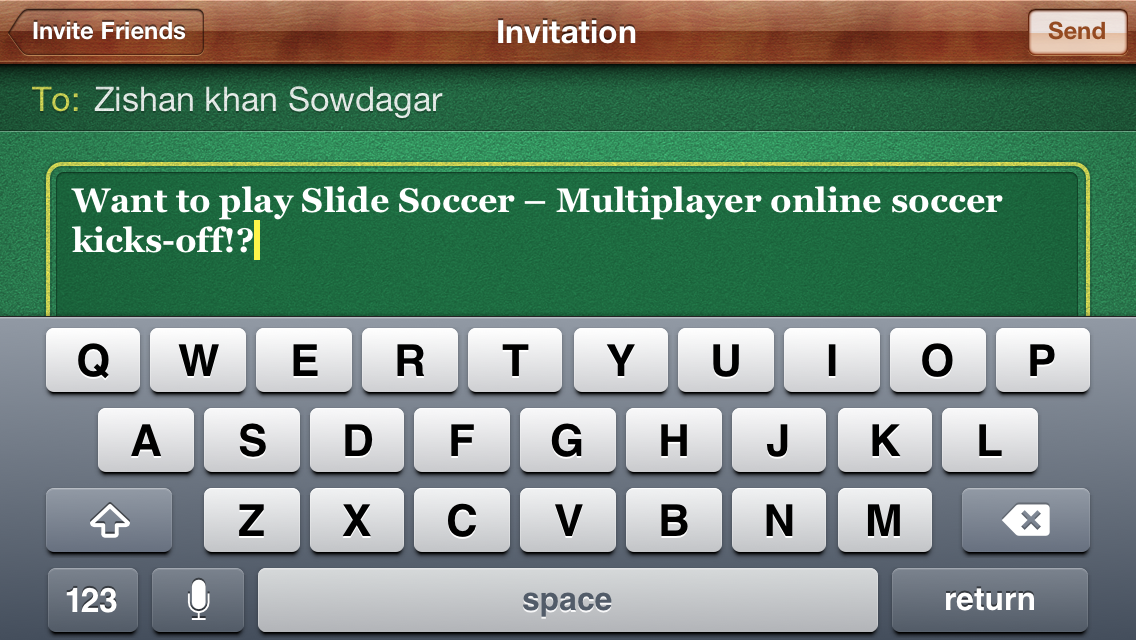 Invite Friends Invitation Send
To: Zishan khan Sowdagar
Want to play Slide Soccer – Multiplayer online soccer
kicks-off!?
Q W E R T Y U I O P
A S D F G H J K L
Z X C V B N M
123 space return